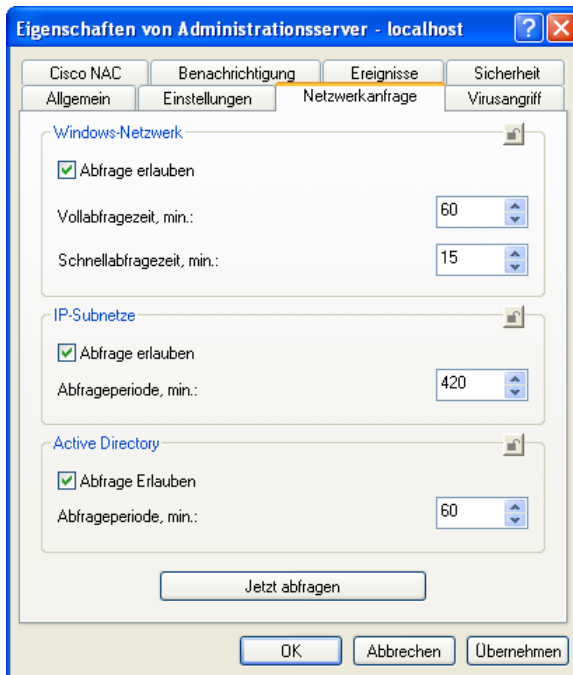 Eigenschaften von Administrationsserver - localhost
Cisco NAC Benachrichtigung Ereignisse Sicherheit
Allgemein Einstellungen Netzwerkanfrage Virusangriff
Windows-Netzwerk
Abfrage erlauben
Vollabfragezeit, min.: 60
Schnellabfragezeit, min.: 15
IP-Subnetze
Abfrage erlauben
Abfrageperiode, min.: 420
Active Directory
Abfrage Erlauben
Abfrageperiode, min.: 60
Jetzt abfragen
OK Abbrechen Übernehmen